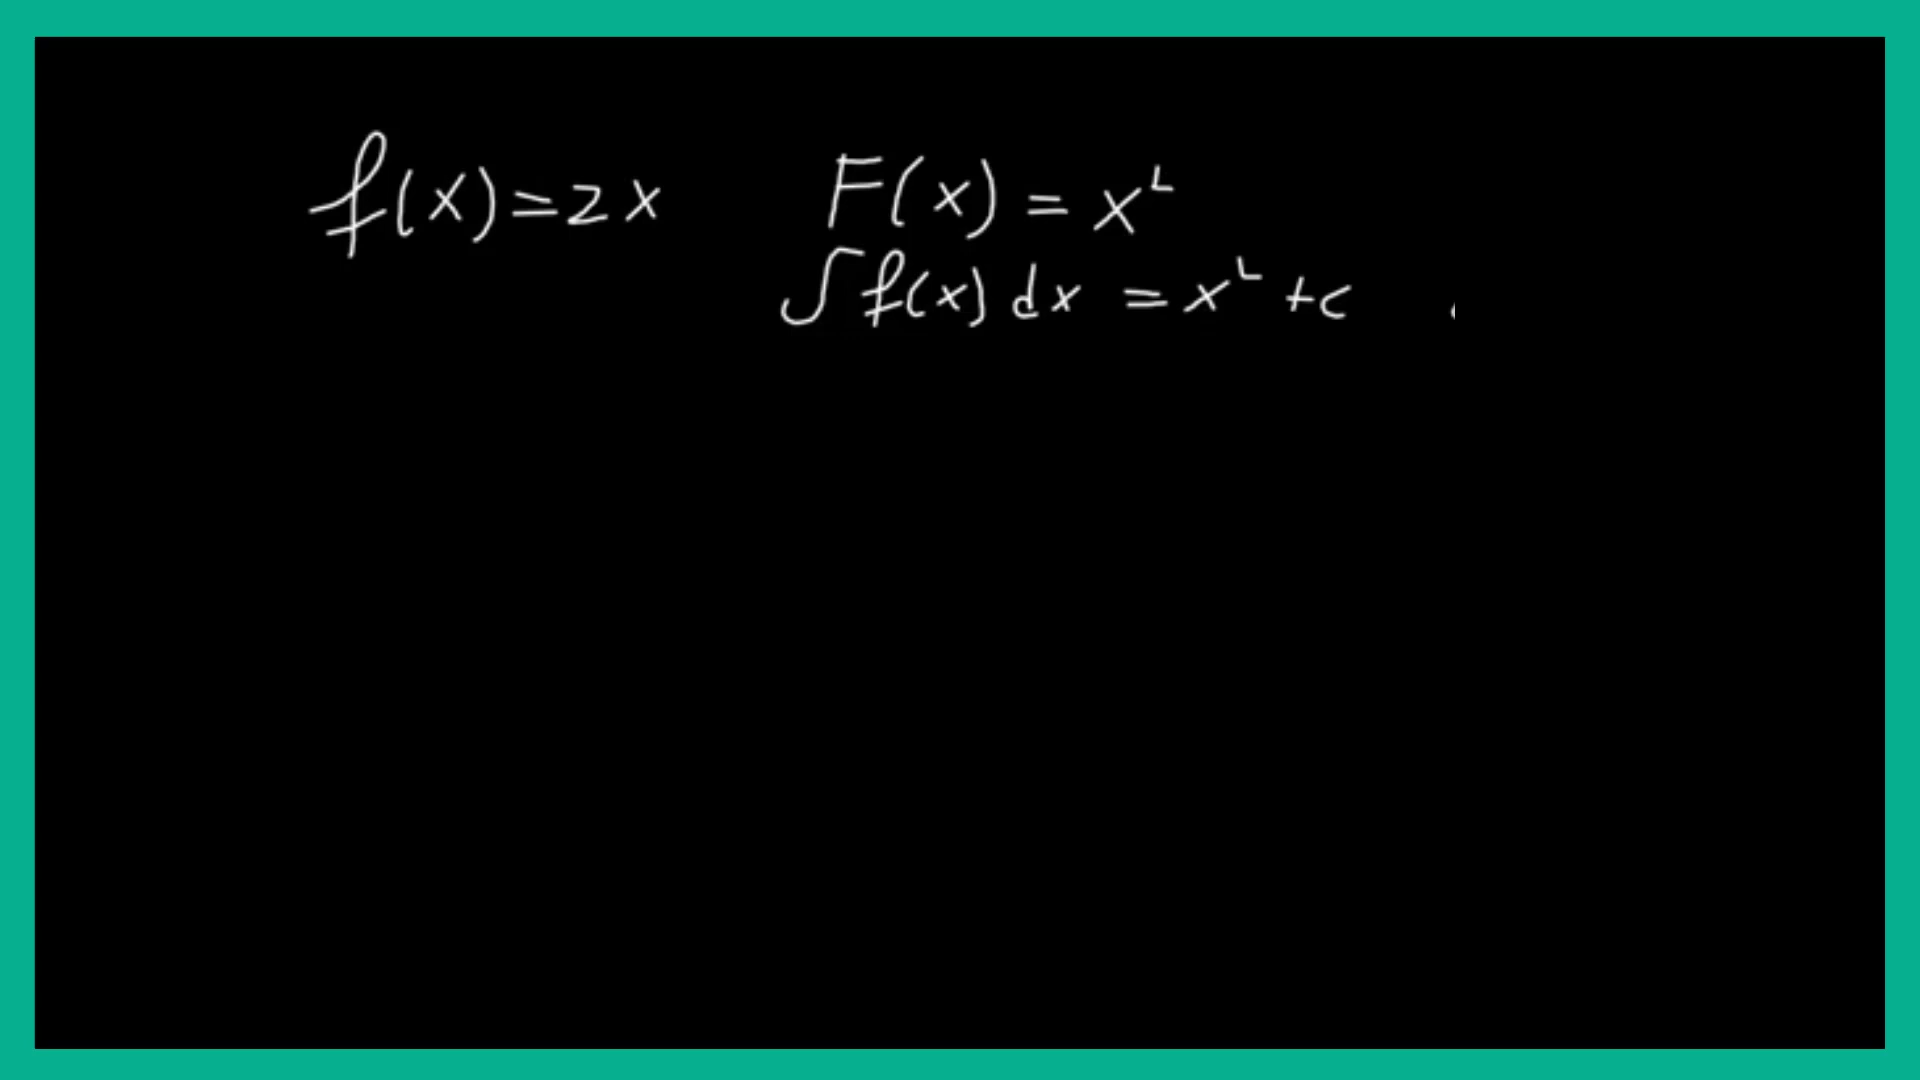 f(x)=2x F(x) = x²
∫f(x) dx = x² +c